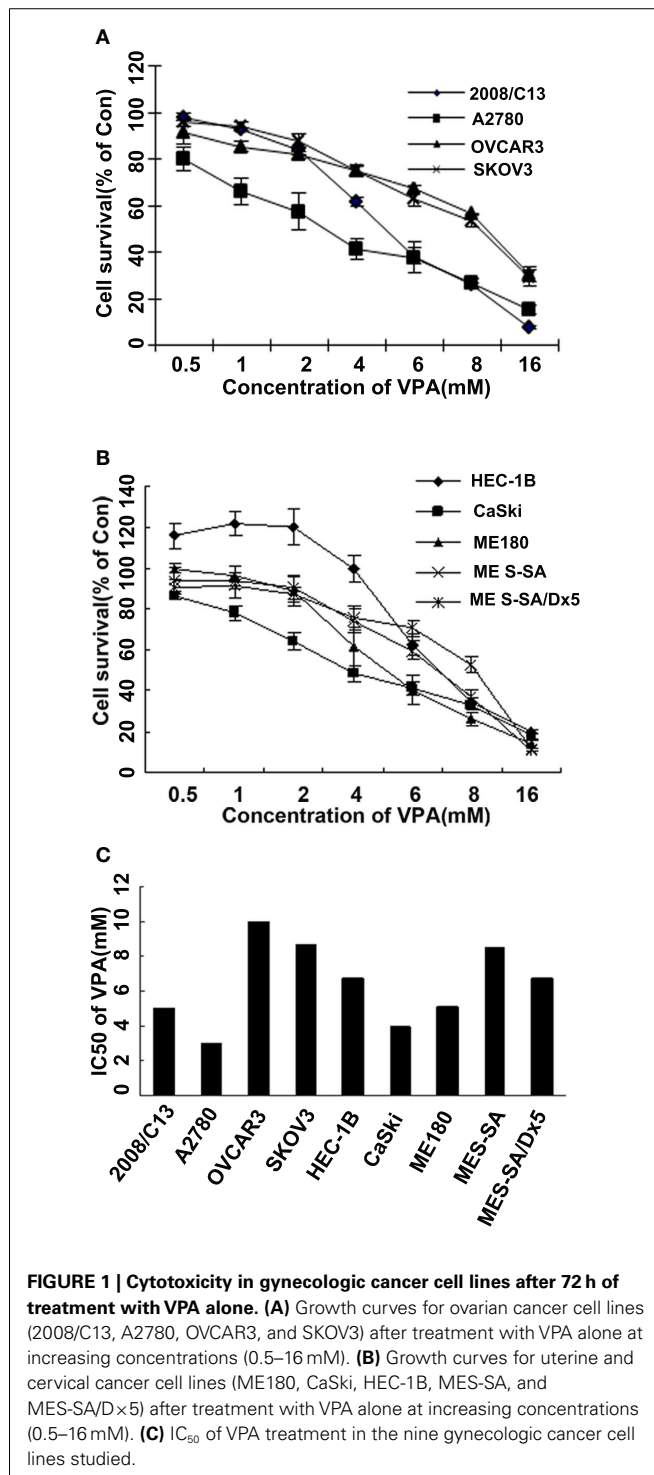 A
Cell survival(% of Con)
120
100
80
60
40
20
0
2008/C13
A2780
OVCAR3
SKOV3
0.5 1 2 4 6 8 16
Concentration of VPA(mM)
B
Cell survival(% of Con)
140
120
100
80
60
40
20
0
HEC-1B
CaSki
ME180
ME S-SA
ME S-SA/Dx5
0.5 1 2 4 6 8 16
Concentration of VPA(mM)
C
IC50 of VPA(mM)
12
10
8
6
4
2
0
2008/C13
A2780
OVCAR3
SKOV3
HEC-1B
CaSki
ME180
MES-SA
MES-SA/Dx5
FIGURE 1 | Cytotoxicity in gynecologic cancer cell lines after 72 h of
treatment with VPA alone. (A) Growth curves for ovarian cancer cell lines
(2008/C13, A2780, OVCAR3, and SKOV3) after treatment with VPA alone at
increasing concentrations (0.5–16 mM). (B) Growth curves for uterine and
cervical cancer cell lines (ME180, CaSki, HEC-1B, MES-SA, and
MES-SA/D×5) after treatment with VPA alone at increasing concentrations
(0.5–16 mM). (C) IC50 of VPA treatment in the nine gynecologic cancer cell
lines studied.